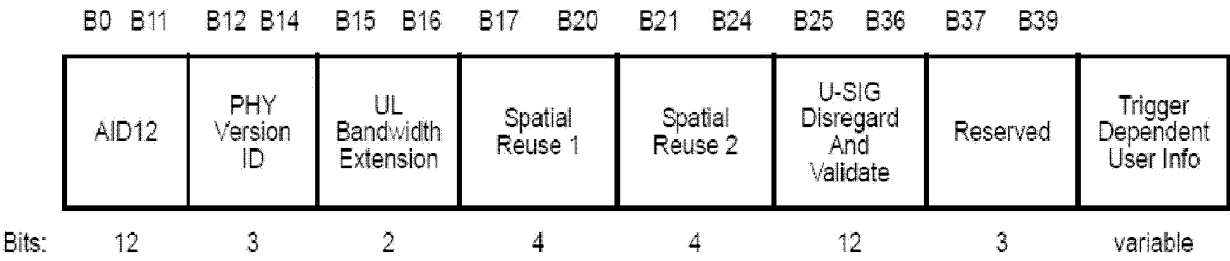 B0 B11 B12 B14 B15 B16 B17 B20 B21 B24 B25 B36 B37 B39
AID12
PHY
Version
ID
UL
Bandwidth
Extension
Spatial
Reuse 1
Spatial
Reuse 2
U-SIG
Disregard
And
Validate
Reserved
Trigger
Dependent
User Info
Bits: 12 3 2 4 4 12 3 variable